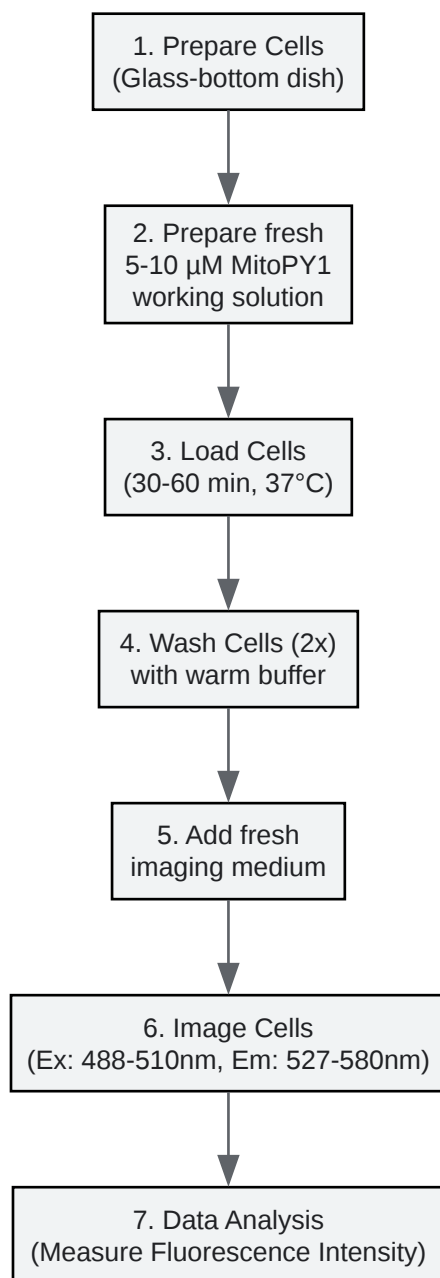 1. Prepare Cells
(Glass-bottom dish)
2. Prepare fresh
5-10 µM MitoPY1
working solution
3. Load Cells
(30-60 min, 37°C)
4. Wash Cells (2x)
with warm buffer
5. Add fresh
imaging medium
6. Image Cells
(Ex: 488-510nm, Em: 527-580nm)
7. Data Analysis
(Measure Fluorescence Intensity)